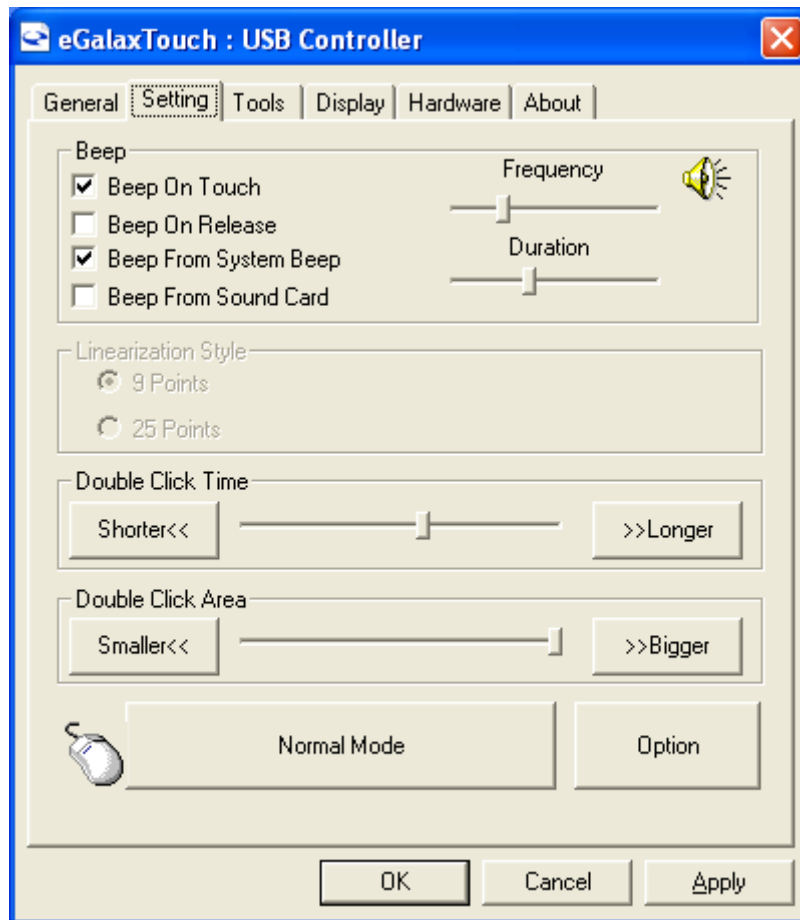 eGalaxTouch : USB Controller
General Setting Tools Display Hardware About
Beep
Beep On Touch
Beep On Release
Beep From System Beep
Beep From Sound Card
Frequency
Duration
Linearization Style
9 Points
25 Points
Double Click Time
Shorter<< >>Longer
Double Click Area
Smaller<< >>Bigger
Normal Mode Option
OK Cancel Apply